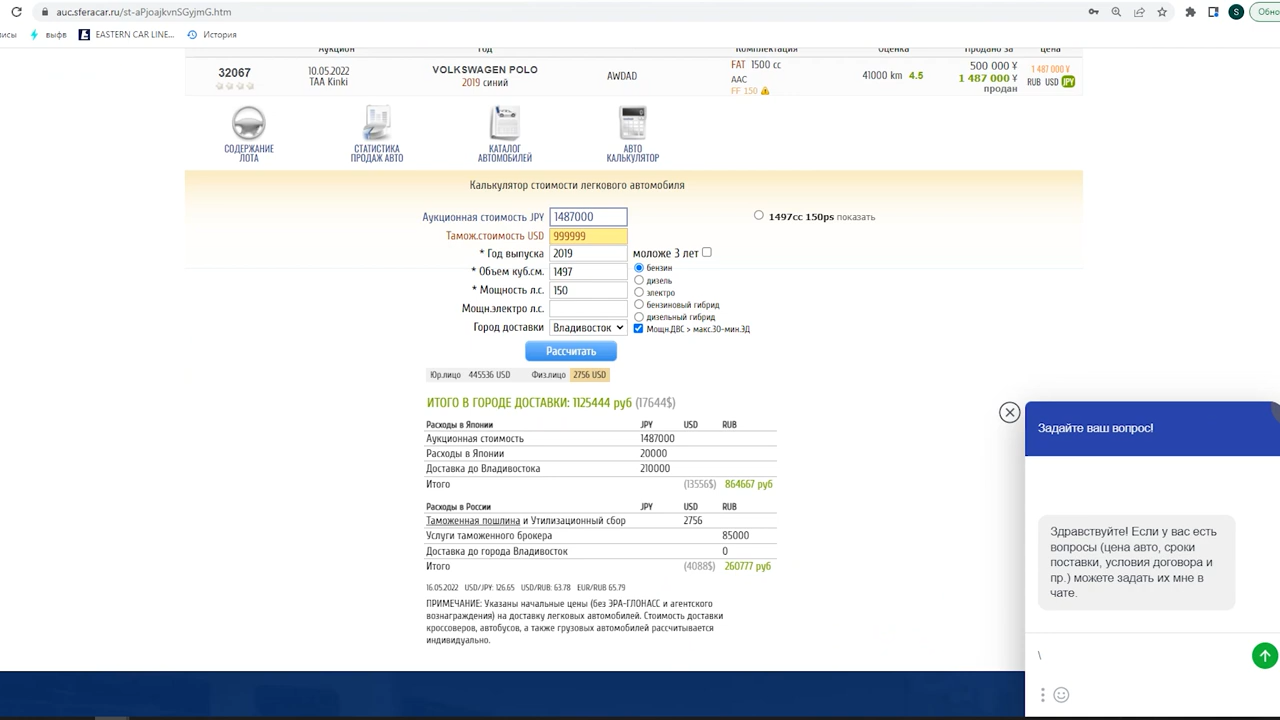 auc.sferacar.ru/st-aPjoajkvnSGyjmG.htm
S
Обно
исы
выфв
EASTERN CAR LINE...
История
Аукцион
Год
Комплектация
Оценка
Продано за
цена
32067
10.05.2022
TAA Kinki
VOLKSWAGEN POLO
2019 синий
AWDAD
FAT 1500 cc
AAC
FF 150
41000 km 4.5
500 000 ¥
1 487 000 ¥
продан
1 487 000 ¥
RUB USD JPY
СОДЕРЖАНИЕ
ЛОТА
СТАТИСТИКА
ПРОДАЖ АВТО
КАТАЛОГ
АВТОМОБИЛЕЙ
АВТО
КАЛЬКУЛЯТОР
Калькулятор стоимости легкового автомобиля
Аукционная стоимость JPY 1487000
1497cc 150ps показать
Тамож.стоимость USD 999999
* Год выпуска 2019 моложе 3 лет
* Объем куб.см. 1497
бензин
дизель
* Мощность л.с. 150
электро
Мощн.электро л.с.
бензиновый гибрид
дизельный гибрид
Город доставки Владивосток
Мощн.ДВС > макс.30-мин.ЭД
Рассчитать
Юр.лицо 445536 USD Физ.лицо 2756 USD
ИТОГО В ГОРОДЕ ДОСТАВКИ: 1125444 руб (17644$)
Расходы в Японии JPY USD RUB
Аукционная стоимость 1487000
Расходы в Японии 20000
Доставка до Владивостока 210000
Итого (13556$) 864667 руб
Расходы в России JPY USD RUB
Таможенная пошлина и Утилизационный сбор 2756
Услуги таможенного брокера 85000
Доставка до города Владивосток 0
Итого (4088$) 260777 руб
16.05.2022 USD/JPY: 126.65 USD/RUB: 63.78 EUR/RUB 65.79
ПРИМЕЧАНИЕ: Указаны начальные цены (без ЭРА-ГЛОНАСС и агентского
вознаграждения) на доставку легковых автомобилей. Стоимость доставки
кроссоверов, автобусов, а также грузовых автомобилей рассчитывается
индивидуально.
Задайте ваш вопрос!
Здравствуйте! Если у вас есть
вопросы (цена авто, сроки
поставки, условия договора и
пр.) можете задать их мне в
чате.
\